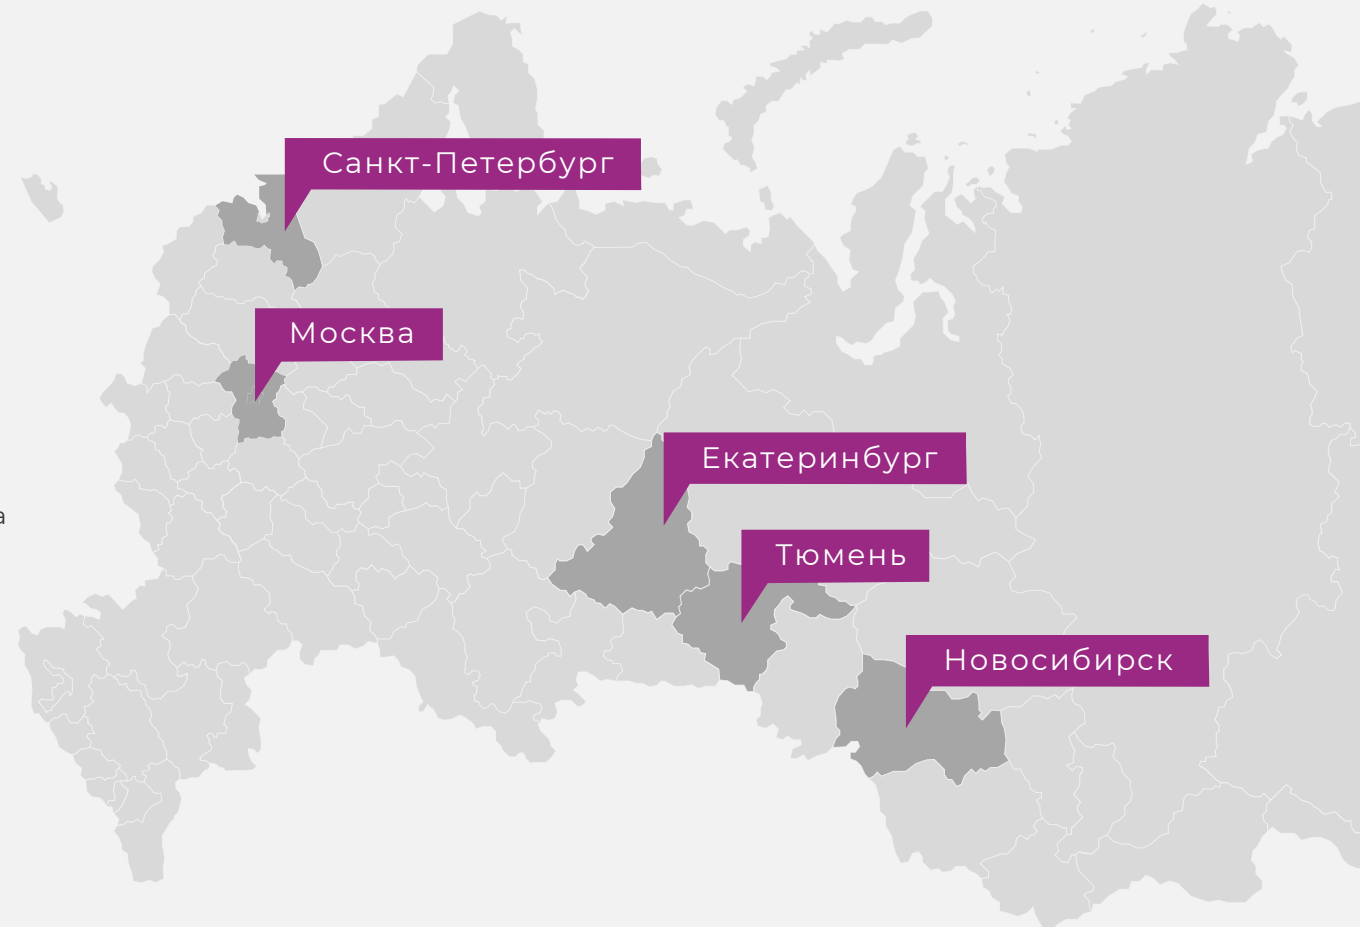 Санкт-Петербург
Москва
Екатеринбург
а
Тюмень
Новосибирск